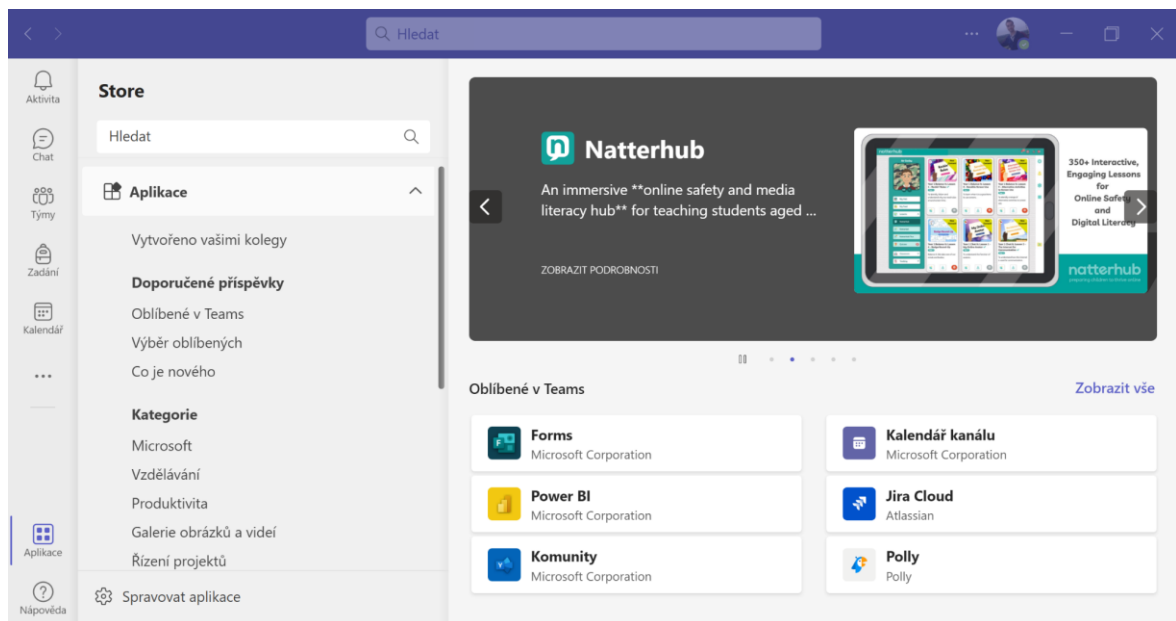 Hledat
Aktivita
Chat
Týmy
Zadání
Kalendář
Aplikace
Nápověda
Store
Hledat
Aplikace
Vytvořeno vašimi kolegy
Doporučené příspěvky
Oblíbené v Teams
Výběr oblíbených
Co je nového
Kategorie
Microsoft
Vzdělávání
Produktivita
Galerie obrázků a videí
Řízení projektů
Spravovat aplikace
Natterhub
An immersive **online safety and media
literacy hub** for teaching students aged ...
ZOBRAZIT PODROBNOSTI
natterhub
350+ Interactive,
Engaging Lessons
for
Online Safety
and
Digital Literacy
natterhub
Oblíbené v Teams
Zobrazit vše
Forms
Microsoft Corporation
Kalendář kanálu
Microsoft Corporation
Power BI
Microsoft Corporation
Jira Cloud
Atlassian
Komunity
Microsoft Corporation
Polly
Polly